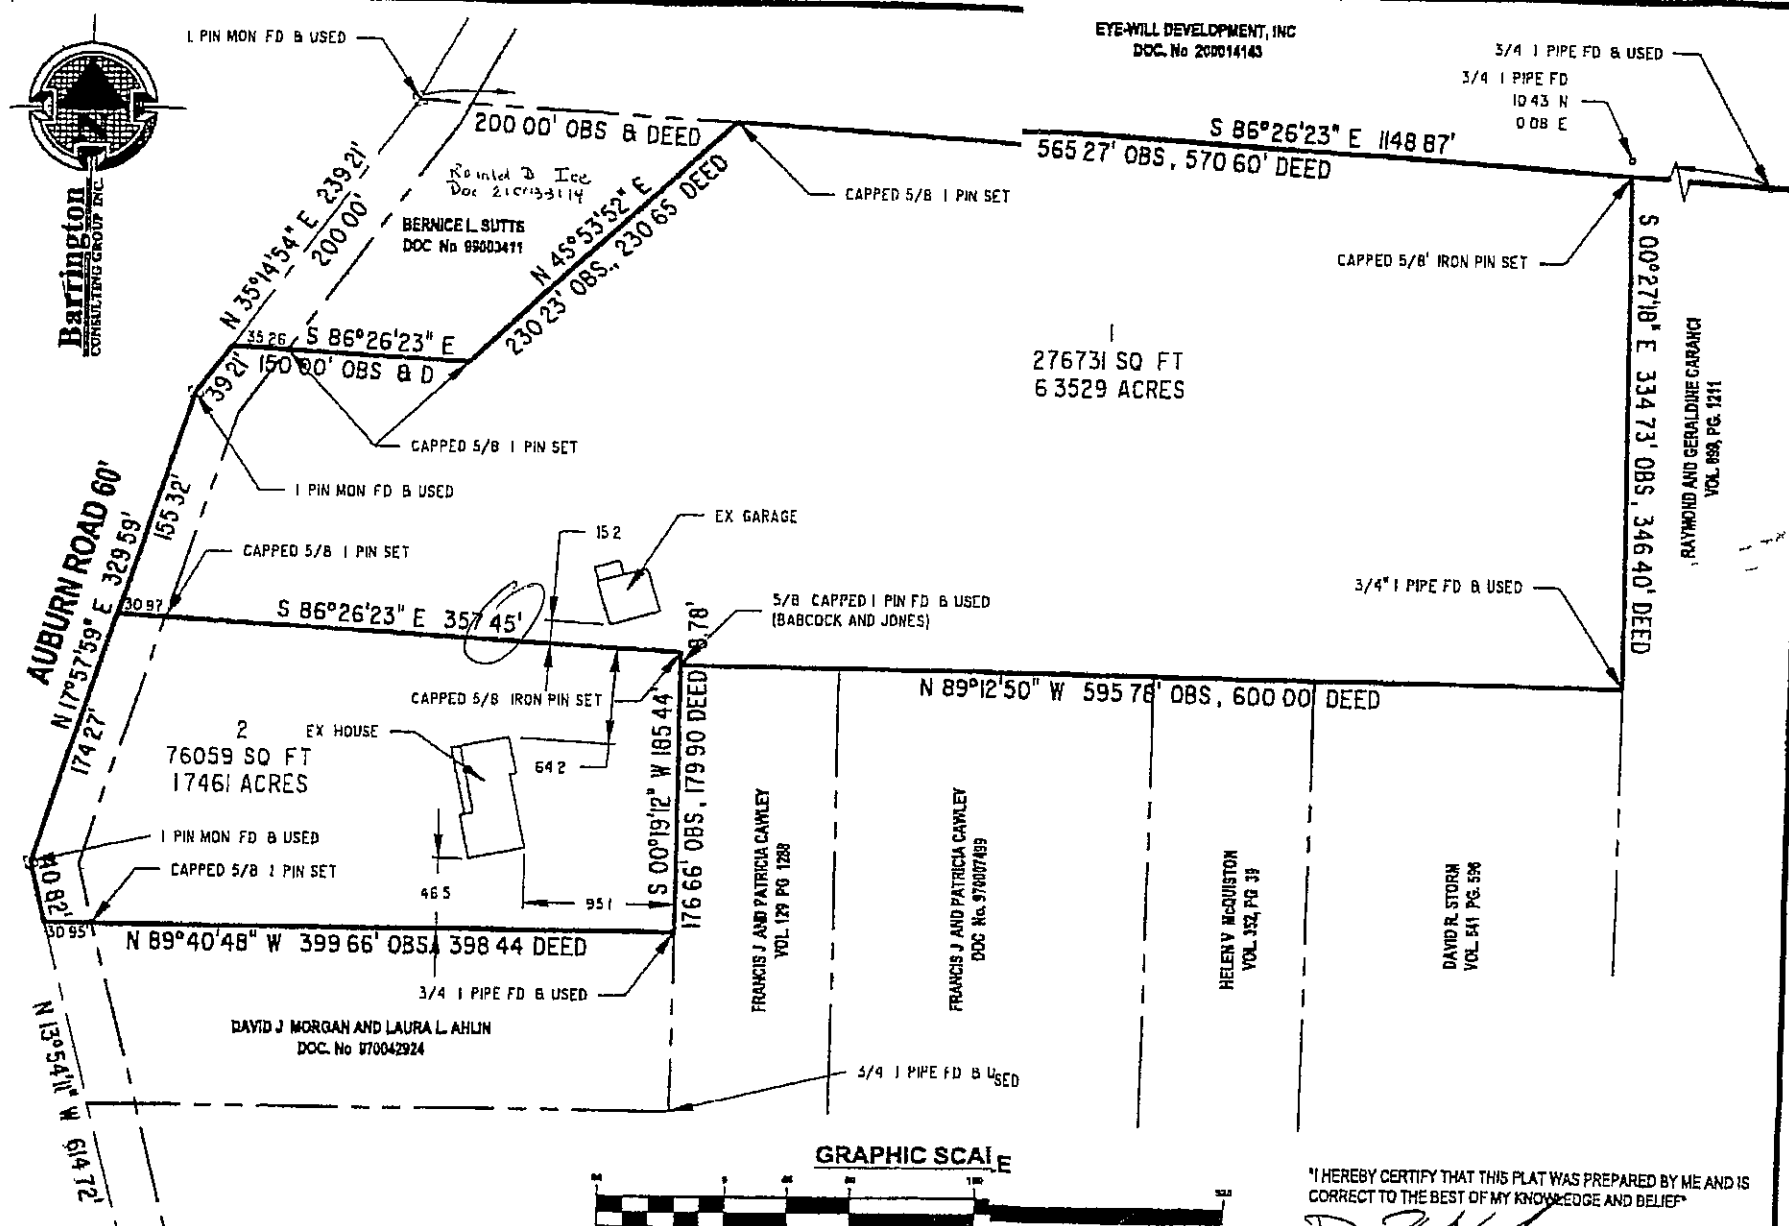 1 PIN MON FD & USED
EYE-WILL DEVELOPMENT, INC
DOC. No 200014143
3/4 1 PIPE FD & USED
3/4 1 PIPE FD
10 43 N
0 08 E
Barrington
CONSULTING GROUP INC.
N
200 00' OBS & DEED
S 86°26'23" E 1148 87'
565 27' OBS, 570 60' DEED
CAPPED 5/8 1 PIN SET
BERNICE L SUTTS
DOC No
N 45°53'52" E
230 23' OBS., 230 65 DEED
N 35°14'54" E 239 21'
200 00'
CAPPED 5/8' IRON PIN SET
S 00°27'18" E 334 73' OBS, 346 40' DEED
RAYMOND AND GERALDINE
VOL. 899, PG. 1211
35 26
S 86°26'23" E
150 00' OBS & D
39 21'
1
276731 SQ FT
6 3529 ACRES
CAPPED 5/8 1 PIN SET
1 PIN MON FD & USED
AUBURN ROAD 60'
N 17°57'59" E 329 59'
155 32'
CAPPED 5/8 1 PIN SET
15 2
EX GARAGE
3/4" 1 PIPE FD & USED
30 97
S 86°26'23" E 357 45'
5/8 CAPPED 1 PIN FD & USED
(BABCOCK AND JONES)
8.78'
CAPPED 5/8 IRON PIN SET
N 89°12'50" W 595 78' OBS, 600 00 DEED
174 27'
2
76059 SQ FT
1 7461 ACRES
EX HOUSE
64 2
S 00°19'12" W 185 44'
176 66' OBS, 179 90 DEED
1 PIN MON FD & USED
CAPPED 5/8 1 PIN SET
40 82'
46 5
95 1
30 95'
N 89°40'48" W 399 66' OBS. 398 44 DEED
3/4 1 PIPE FD & USED
FRANCIS J AND PATRICIA CAWLEY
VOL. 129 PG 1288
FRANCIS J AND PATRICIA CAWLEY
DOC No. 970007499
HELEN V McQUISTON
VOL. 352, PG 39
DAVID R. STORM
VOL. 541 PG. 596
DAVID J MORGAN AND LAURA L AHLIN
DOC. No 970042924
N 13°54'11" W 614 72'
3/4 1 PIPE FD & USED
GRAPHIC SCALE
"I HEREBY CERTIFY THAT THIS PLAT WAS PREPARED BY ME AND IS
CORRECT TO THE BEST OF MY KNOWLEDGE AND BELIEF"